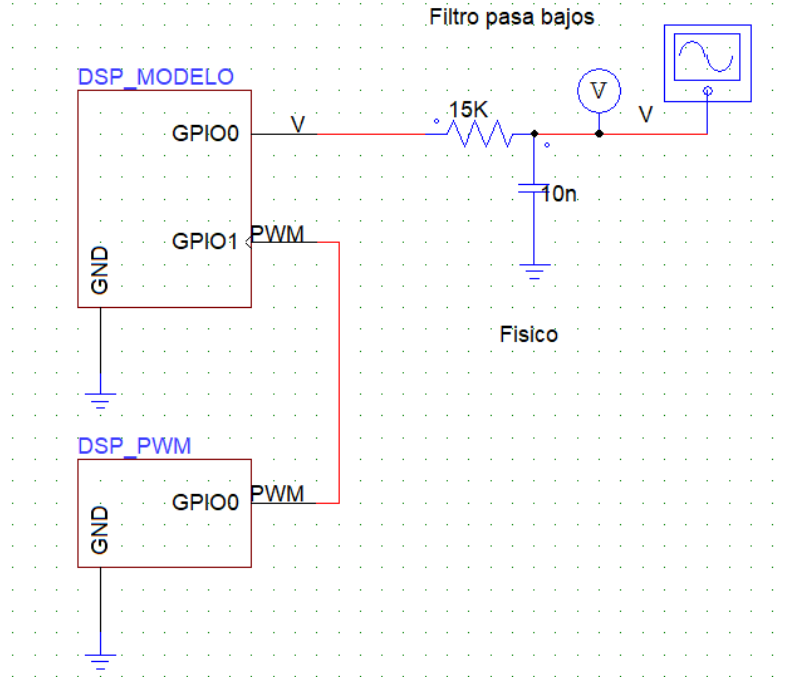 Filtro pasa bajos
DSP_MODELO
GPIO0
V
15K
V
V
10n
GPIO1
PWM
GND
Fisico
DSP_PWM
GPIO0
PWM
GND